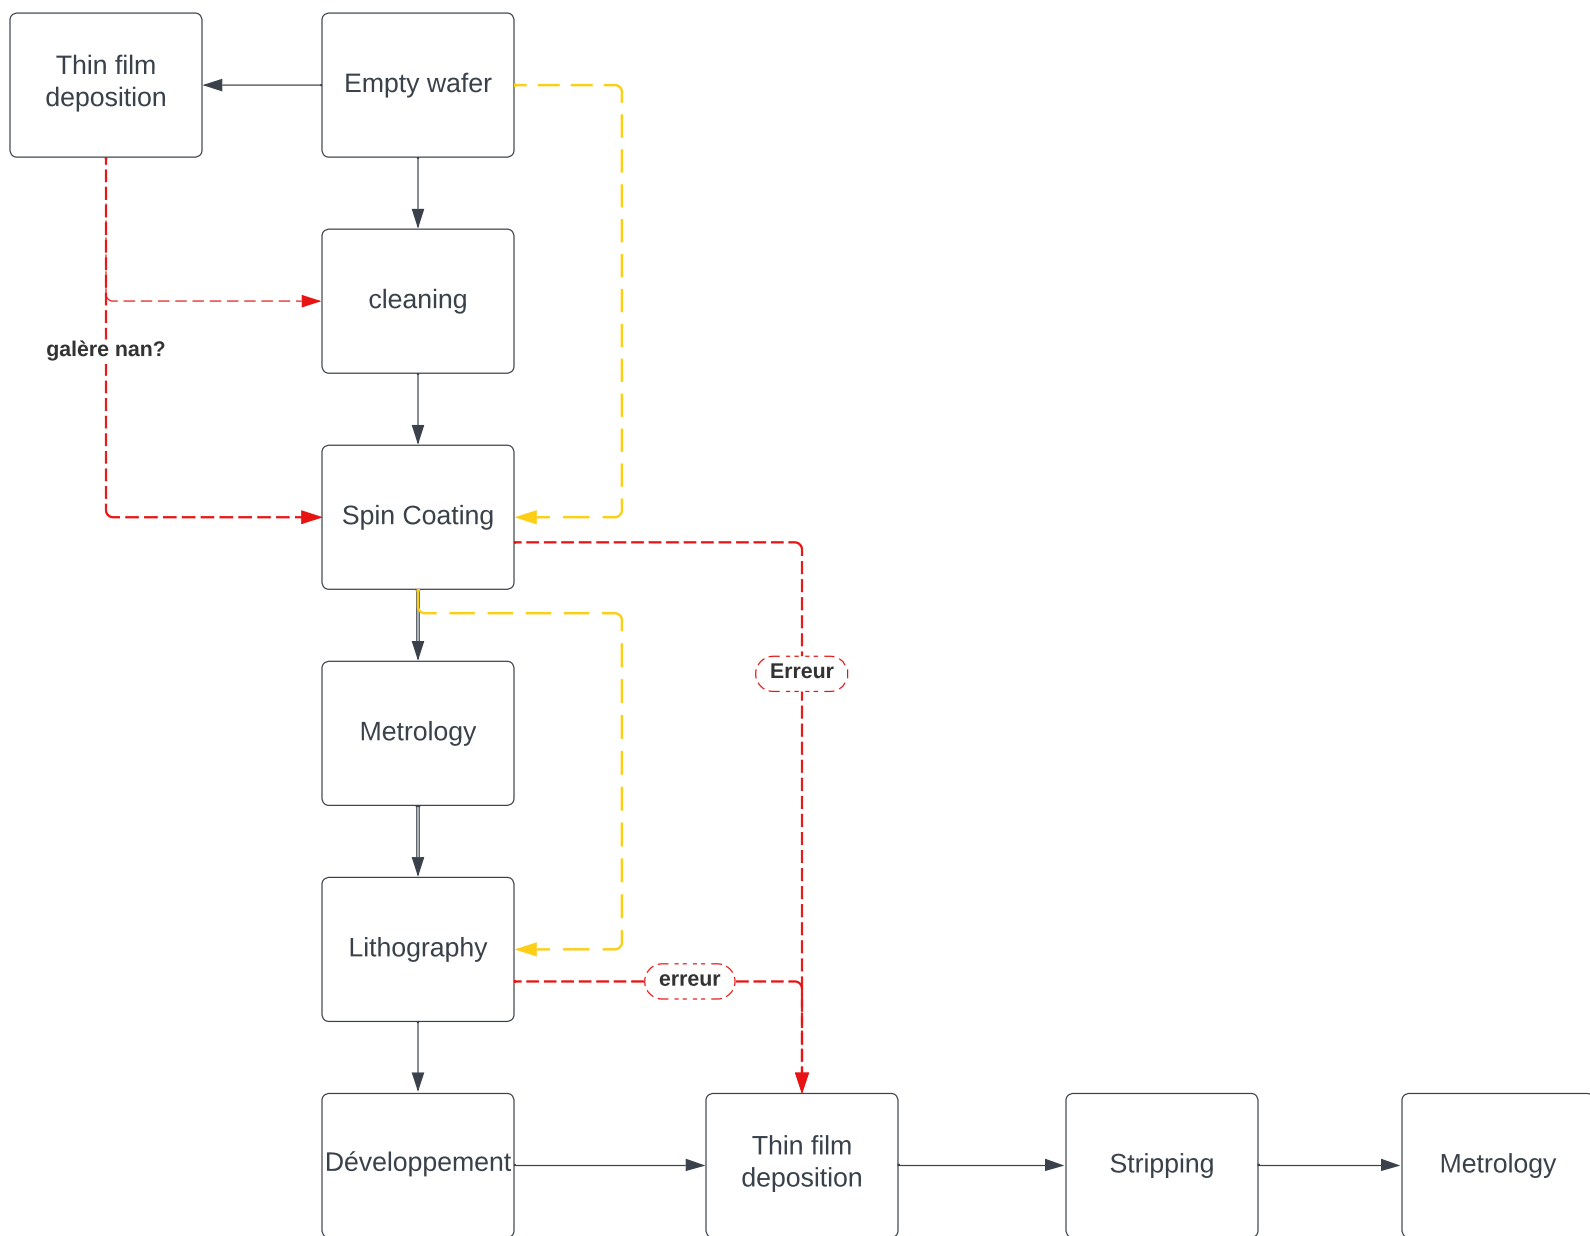 Thin film
deposition
Empty wafer
cleaning
galère nan?
Spin Coating
Erreur
Metrology
Lithography
erreur
Développement
Thin film
deposition
Stripping
Metrology